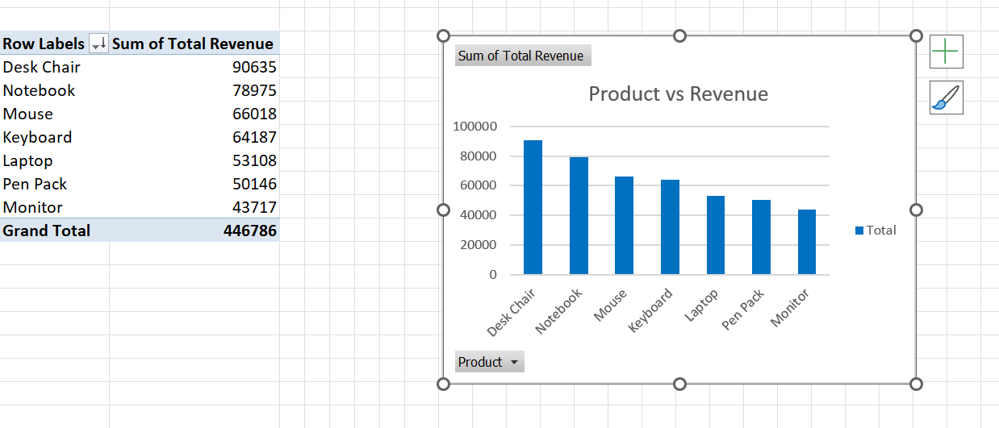 Row Labels Sum of Total Revenue
Desk Chair 90635
Notebook 78975
Mouse 66018
Keyboard 64187
Laptop 53108
Pen Pack 50146
Monitor 43717
Grand Total 446786
Sum of Total Revenue
Product vs Revenue
100000
80000
60000
40000
20000
0
Desk Chair
Notebook
Mouse
Keyboard
Laptop
Pen Pack
Monitor
Total
Product